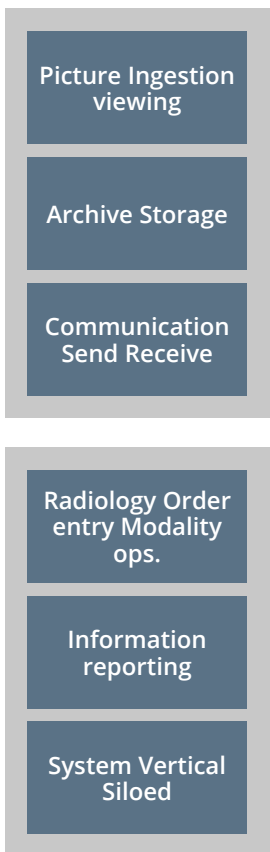 Picture Ingestion
viewing
Archive Storage
Communication
Send Receive
Radiology Order
entry Modality
ops.
Information
reporting
System Vertical
Siloed